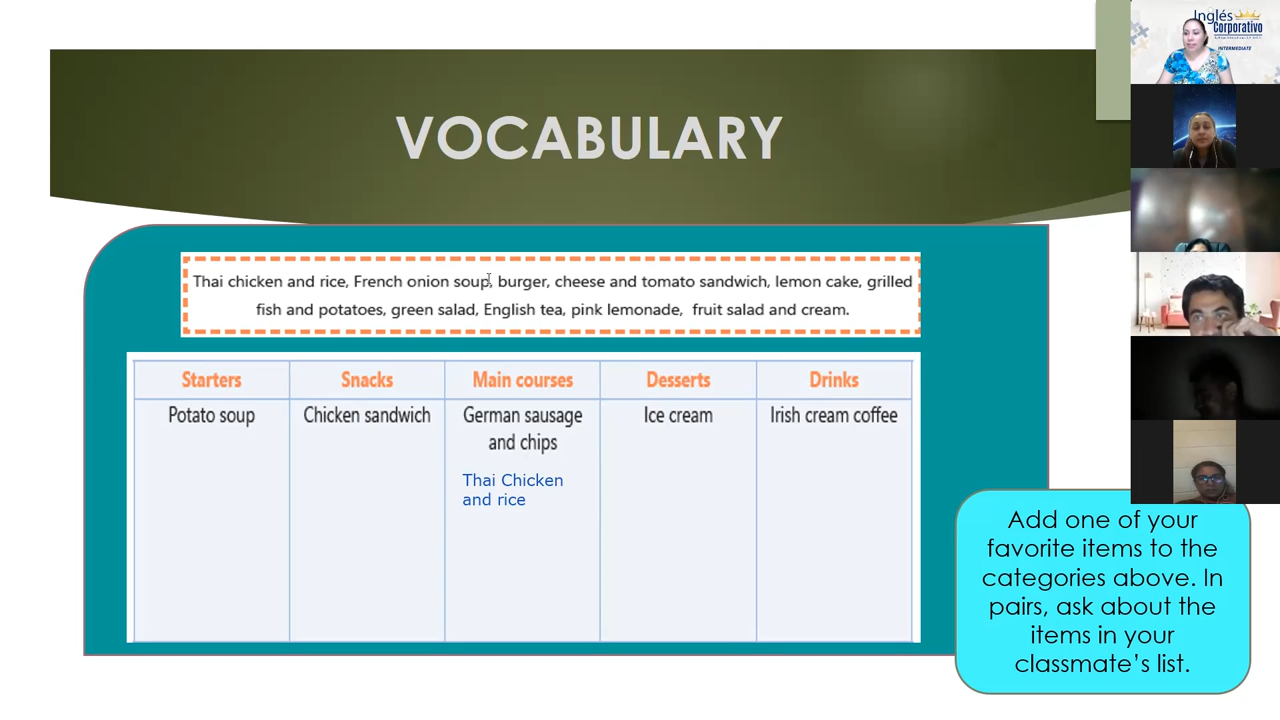 VOCABULARY
Thai chicken and rice, French onion soup, burger, cheese and tomato sandwich, lemon cake, grilled
fish and potatoes, green salad, English tea, pink lemonade, fruit salad and cream.
Starters
Snacks
Main courses
Desserts
Drinks
Potato soup
Chicken sandwich
German sausage
and chips
Ice cream
Irish cream coffee
Thai Chicken
and rice
Add one of your
favorite items to the
categories above. In
pairs, ask about the
items in your
classmate's list.
Inglés
Corporativo
INTERMEDIATE